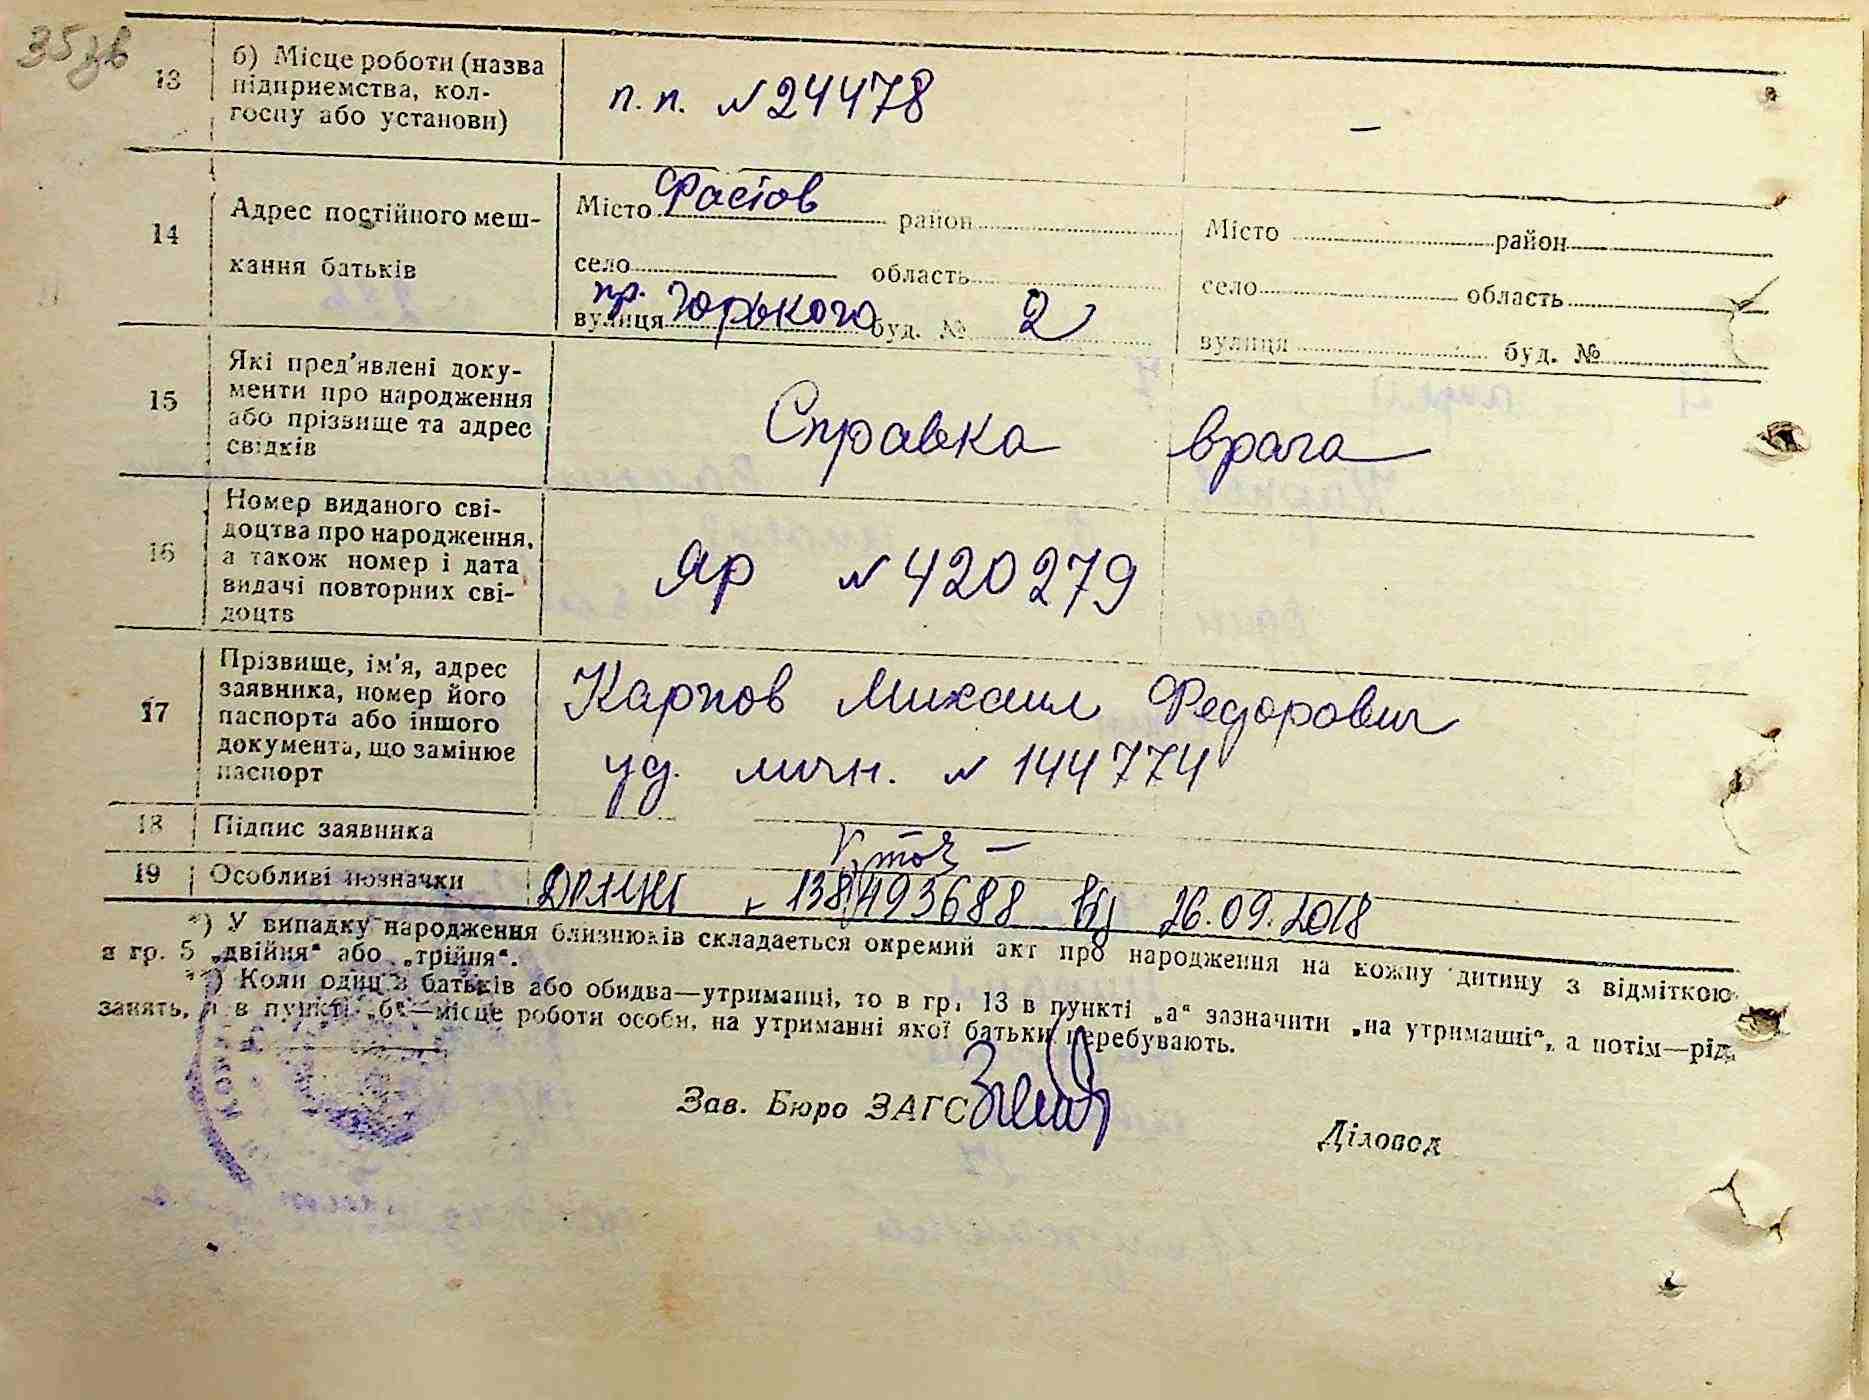 35зв
13
б) Місце роботи (назва
підприємства, кол-
госпу або установи)
п.п. №24478
–
14
Адрес постійного меш-
кання батьків
Місто Фастов район
село — область
вулиця пр. Горького буд. № 2
Місто район
село область
вулиця буд. №
15
Які пред'явлені доку-
менти про народження
або прізвище та адрес
свідків
Справка врача
16
Номер виданого сві-
доцтва про народження,
а також номер і дата
видачі повторних сві-
доцтв
ЯР №420279
17
Прізвище, ім'я, адрес
заявника, номер його
паспорта або іншого
документа, що замінює
паспорт
Карпов Михаил Федорович
уд. личн. № 144774
18
Підпис заявника
19
Особливі позначки
138493688 від 26.09.2018
*) У випадку народження близнюків складається окремий акт про народження на кожну дитину з відміткою
в гр. 5 „двійня“ або „трійня“.
**) Коли один з батьків або обидва—утриманці, то в гр. 13 в пункті „а“ зазначити „на утриманні“, а потім—рід
занять, а в пункті „б“—місце роботи особи, на утриманні якої батьки перебувають.
Зав. Бюро ЗАГС
Діловод